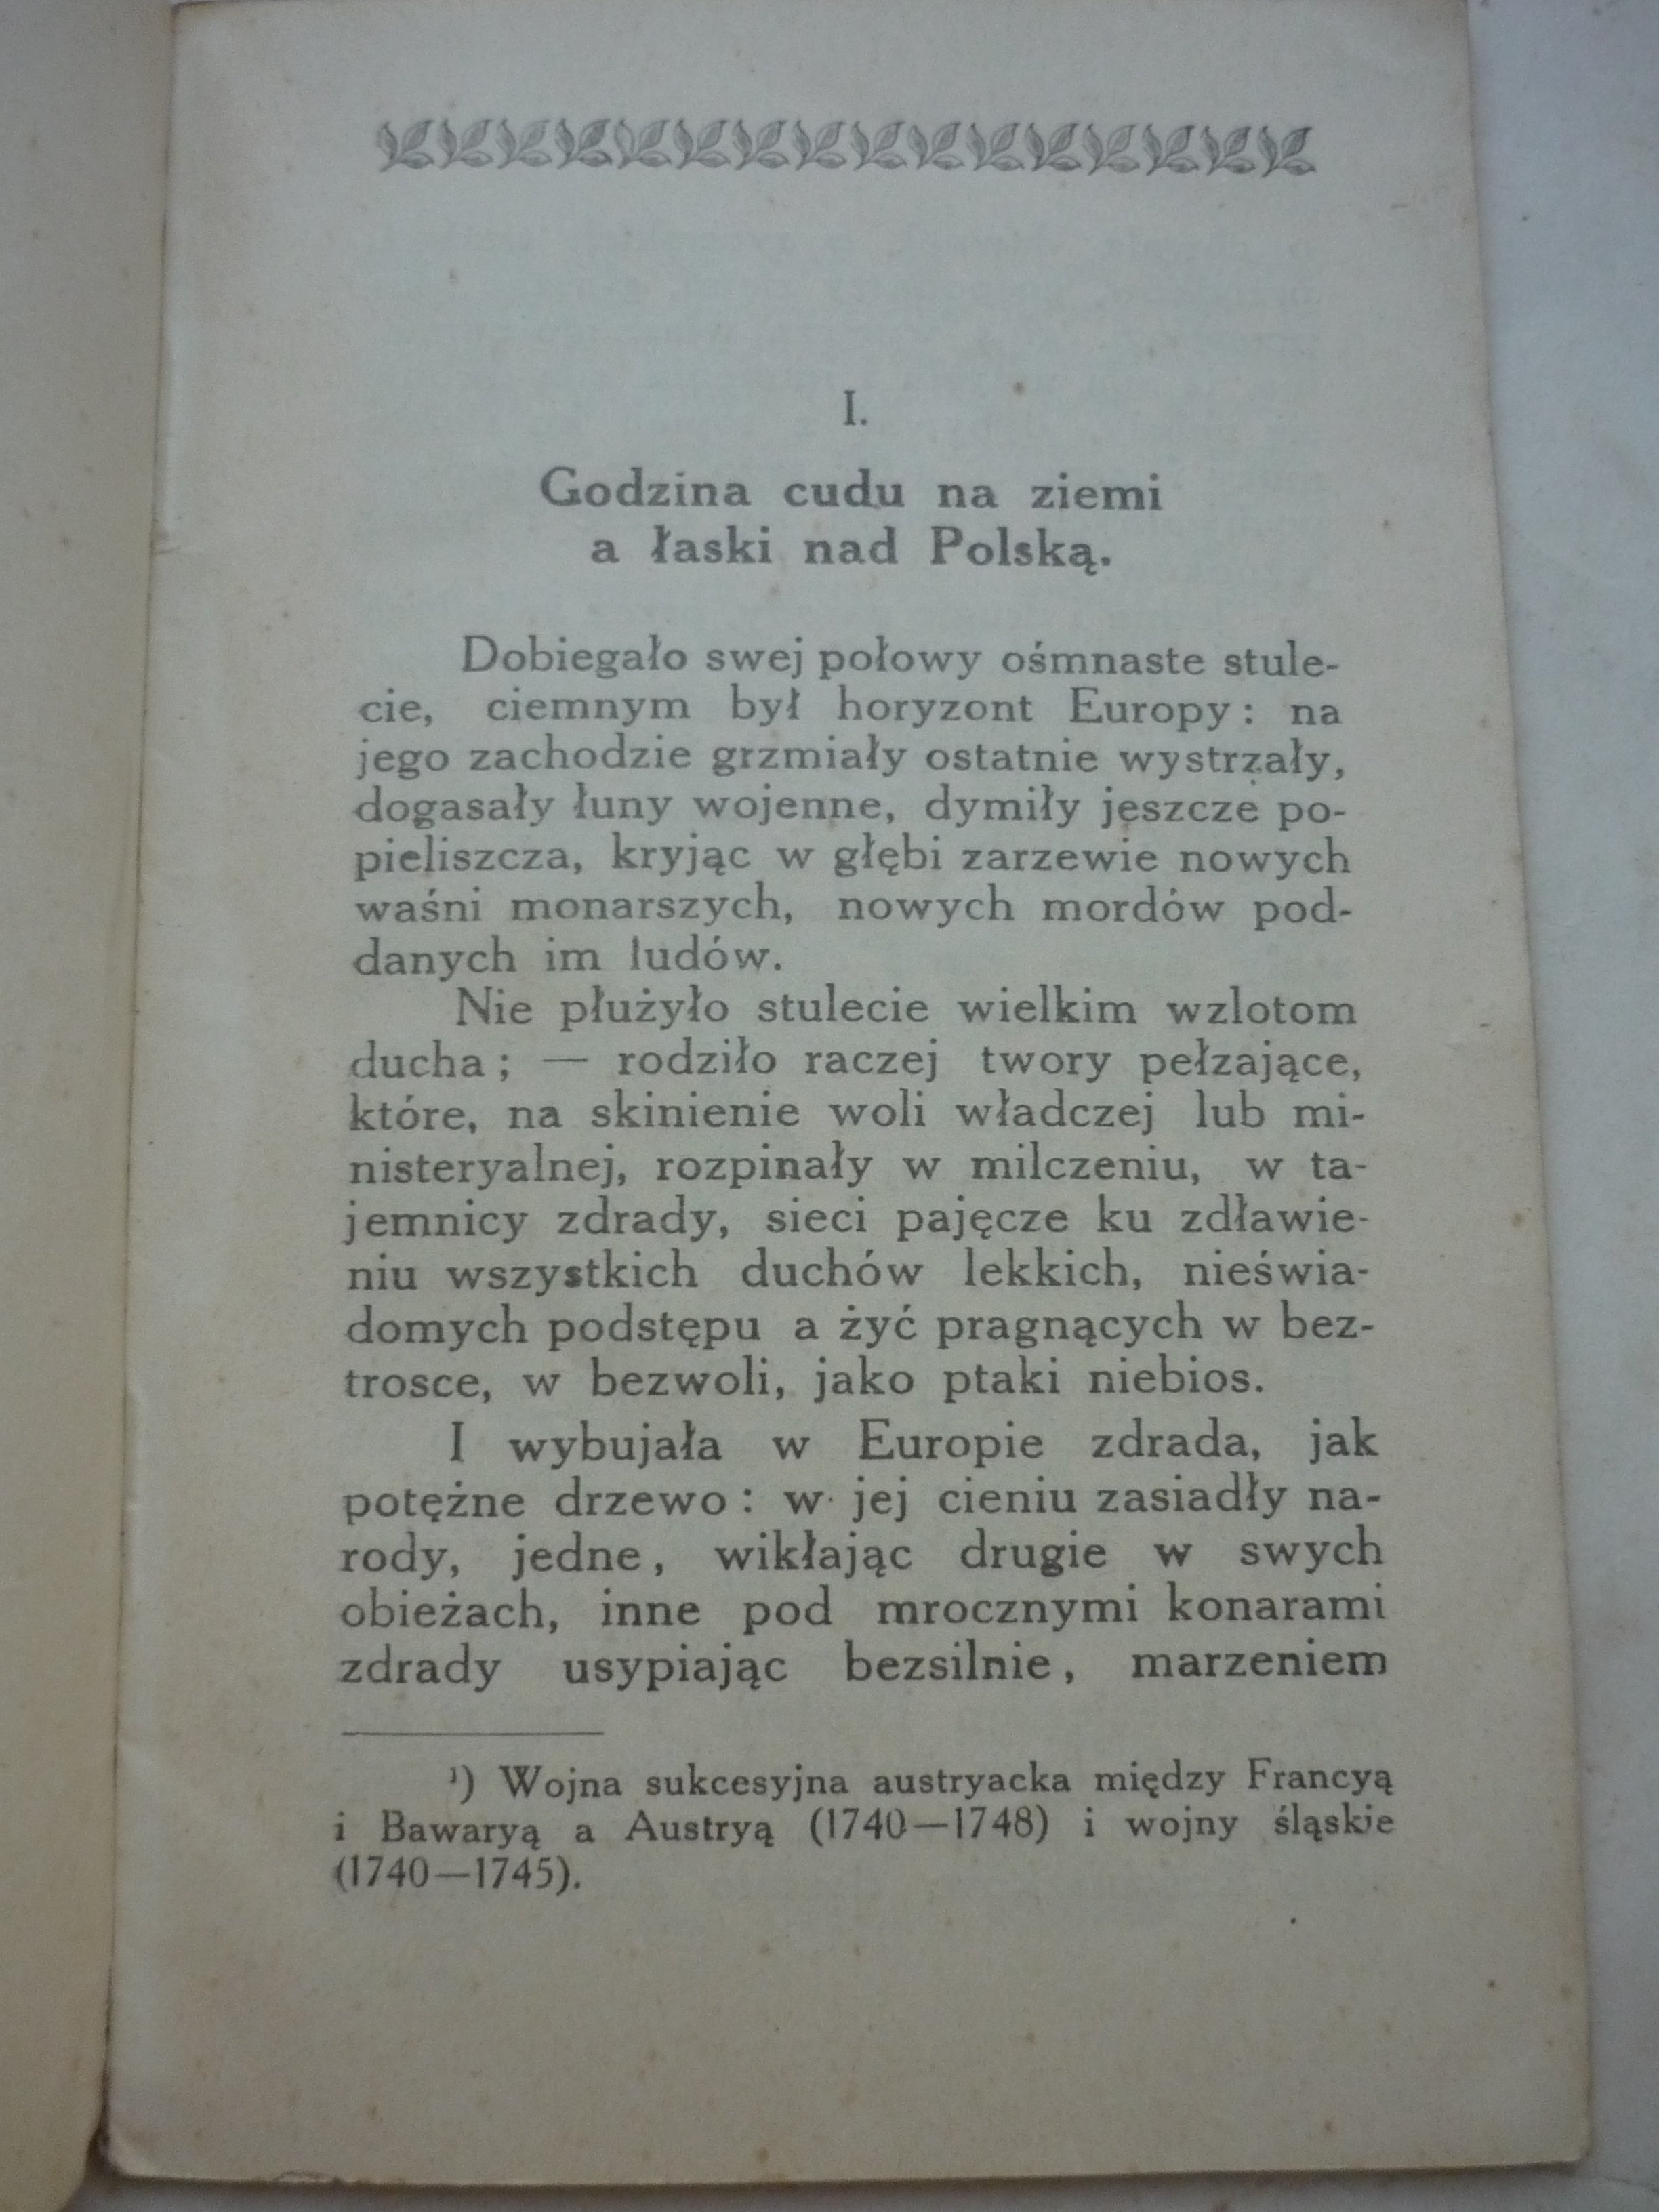 I.
Godzina cudu na ziemi
a łaski nad Polską.
Dobiegało swej połowy ośmnaste stule-
cie, ciemnym był horyzont Europy: na
jego zachodzie grzmiały ostatnie wystrzały,
dogasały łuny wojenne, dymiły jeszcze po-
pieliszcza, kryjąc w głębi zarzewie nowych
waśni monarszych, nowych mordów pod-
danych im ludów.
Nie płużyło stulecie wielkim wzlotom
ducha; — rodziło raczej twory pełzające,
które, na skinienie woli władczej lub mi-
nisteryalnej, rozpinały w milczeniu, w ta-
jemnicy zdrady, sieci pajęcze ku zdławie-
niu wszystkich duchów lekkich, nieświa-
domych podstępu a żyć pragnących w bez-
trosce, w bezwoli, jako ptaki niebios.
I wybujała w Europie zdrada, jak
potężne drzewo: w jej cieniu zasiadły na-
rody, jedne, wikłając drugie w swych
obieżach, inne pod mrocznymi konarami
zdrady usypiając bezsilnie, marzeniem
¹) Wojna sukcesyjna austryacka między Francyą
i Bawaryą a Austryą (1740—1748) i wojny śląskie
(1740—1745).